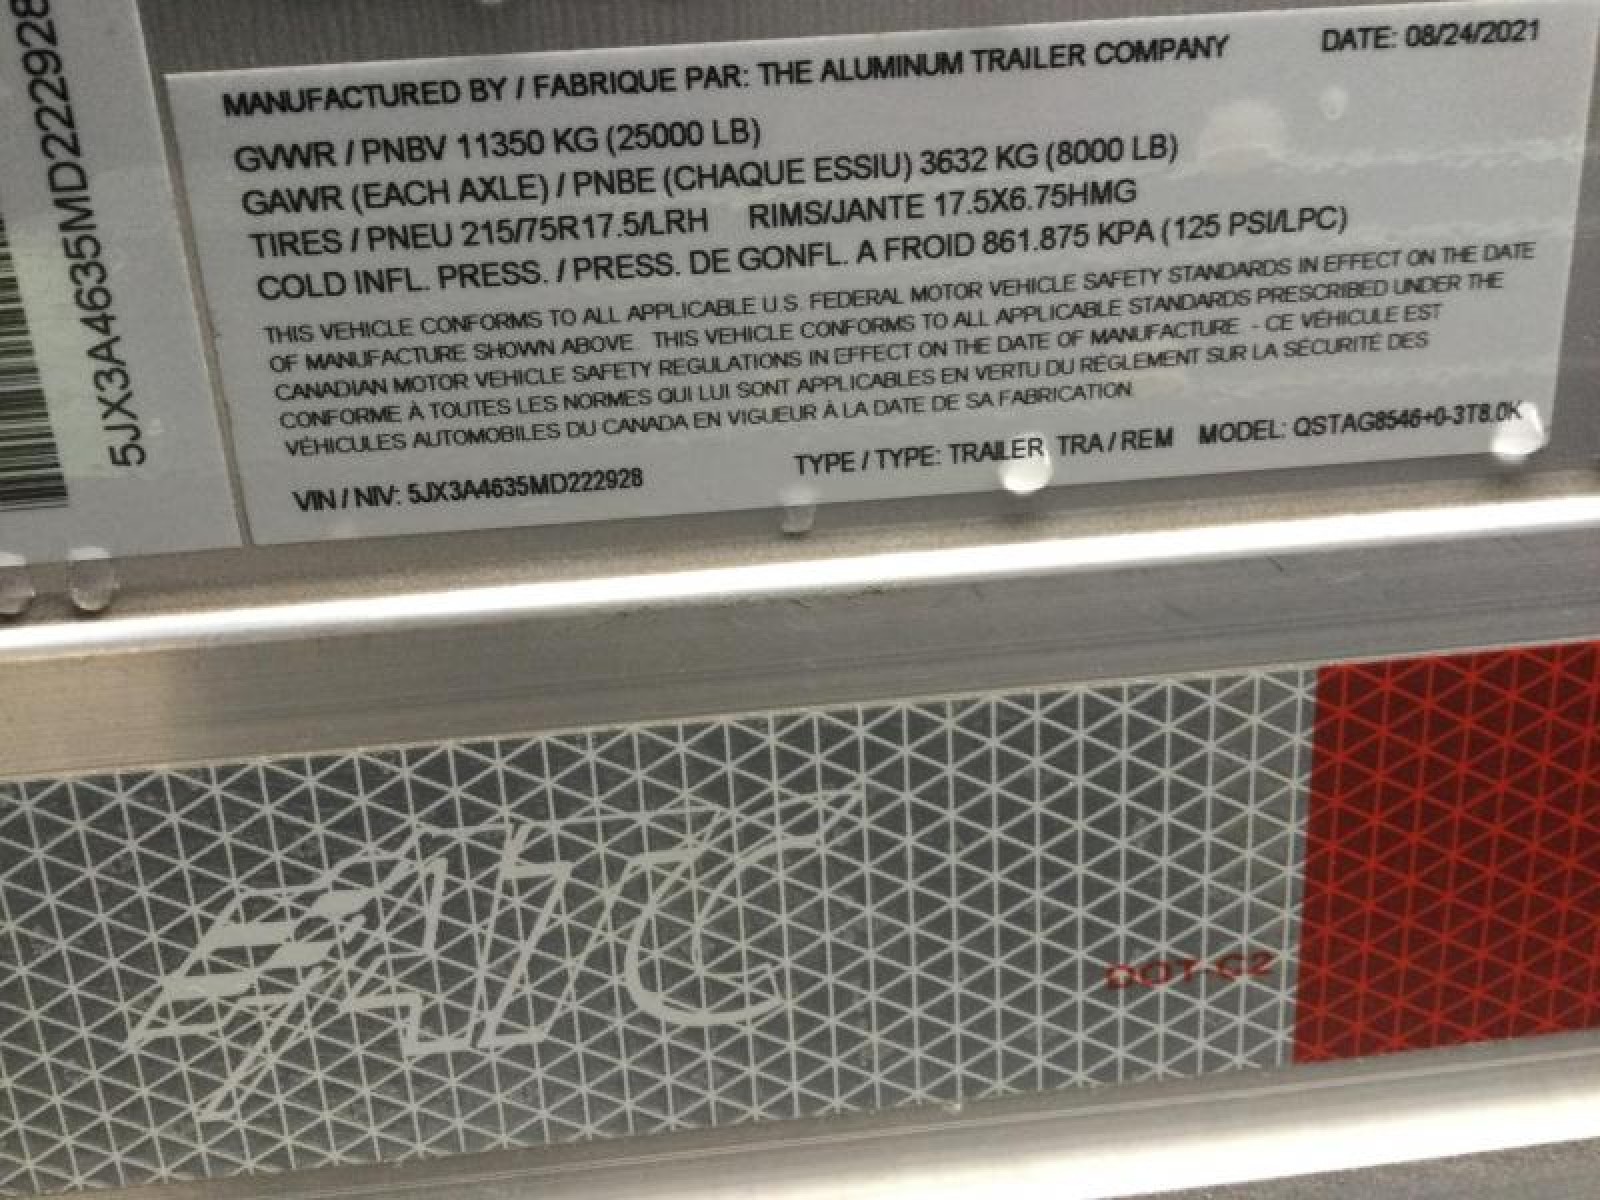 5JX3A4635MD222928
MANUFACTURED BY / FABRIQUE PAR: THE ALUMINUM TRAILER COMPANY DATE: 08/24/2021
GVWR / PNBV 11350 KG (25000 LB)
GAWR (EACH AXLE) / PNBE (CHAQUE ESSIU) 3632 KG (8000 LB)
TIRES / PNEU 215/75R17.5/LRH RIMS/JANTE 17.5X6.75HMG
COLD INFL. PRESS. / PRESS. DE GONFL. A FROID 861.875 KPA (125 PSI/LPC)
THIS VEHICLE CONFORMS TO ALL APPLICABLE U.S. FEDERAL MOTOR VEHICLE SAFETY STANDARDS IN EFFECT ON THE DATE
OF MANUFACTURE SHOWN ABOVE THIS VEHICLE CONFORMS TO ALL APPLICABLE STANDARDS PRESCRIBED UNDER THE
CANADIAN MOTOR VEHICLE SAFETY REGULATIONS IN EFFECT ON THE DATE OF MANUFACTURE - CE VÉHICULE EST
CONFORME À TOUTES LES NORMES QUI LUI SONT APPLICABLES EN VERTU DU RÈGLEMENT SUR LA SÉCURITÉ DES
VÉHICULES AUTOMOBILES DU CANADA EN VIGUEUR À LA DATE DE SA FABRICATION.
VIN / NIV: 5JX3A4635MD222928 TYPE / TYPE: TRAILER TRA / REM MODEL: QSTAG8546+0-3T8.0K
ATC
DOT-C2